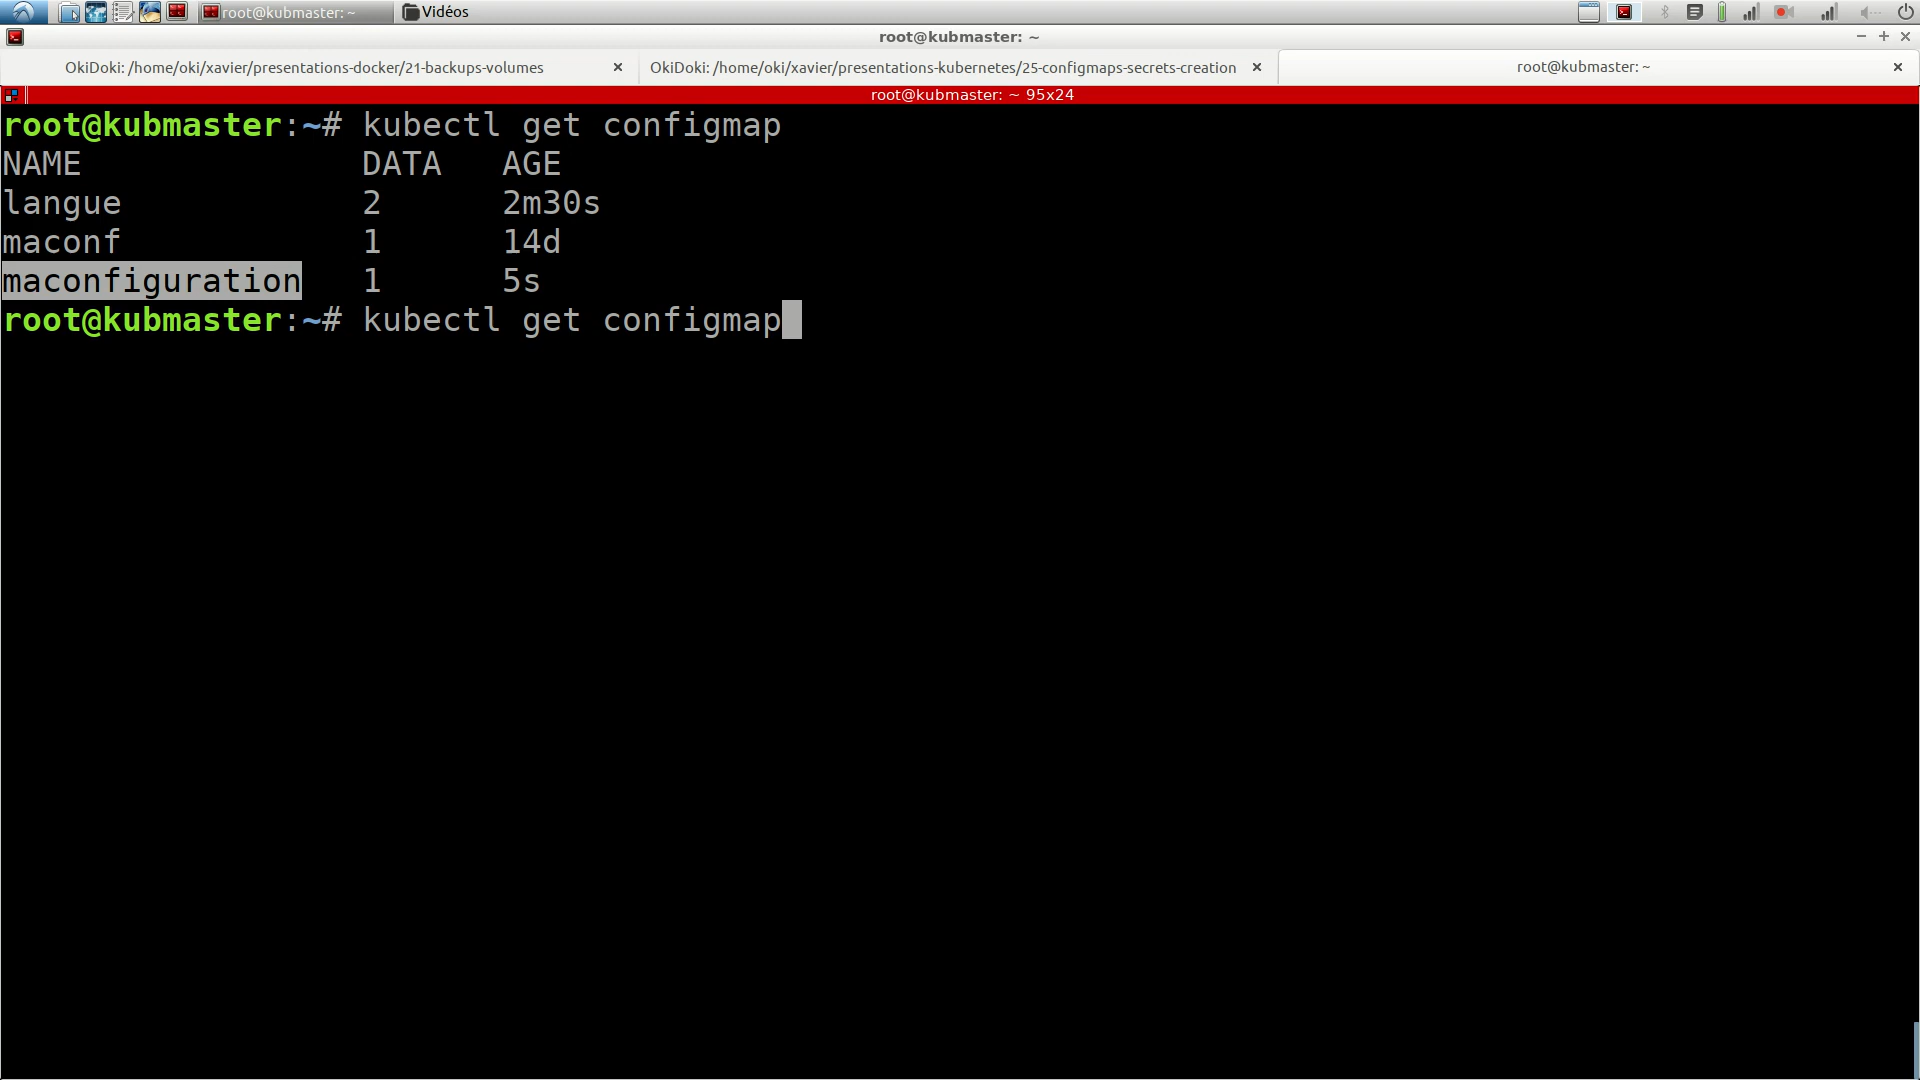 root@kubmaster: ~
Vidéos
root@kubmaster: ~
OkiDoki: /home/oki/xavier/presentations-docker/21-backups-volumes
OkiDoki: /home/oki/xavier/presentations-kubernetes/25-configmaps-secrets-creation
root@kubmaster: ~
root@kubmaster: ~ 95x24
root@kubmaster:~# kubectl get configmap
NAME DATA AGE
langue 2 2m30s
maconf 1 14d
maconfiguration 1 5s
root@kubmaster:~# kubectl get configmap